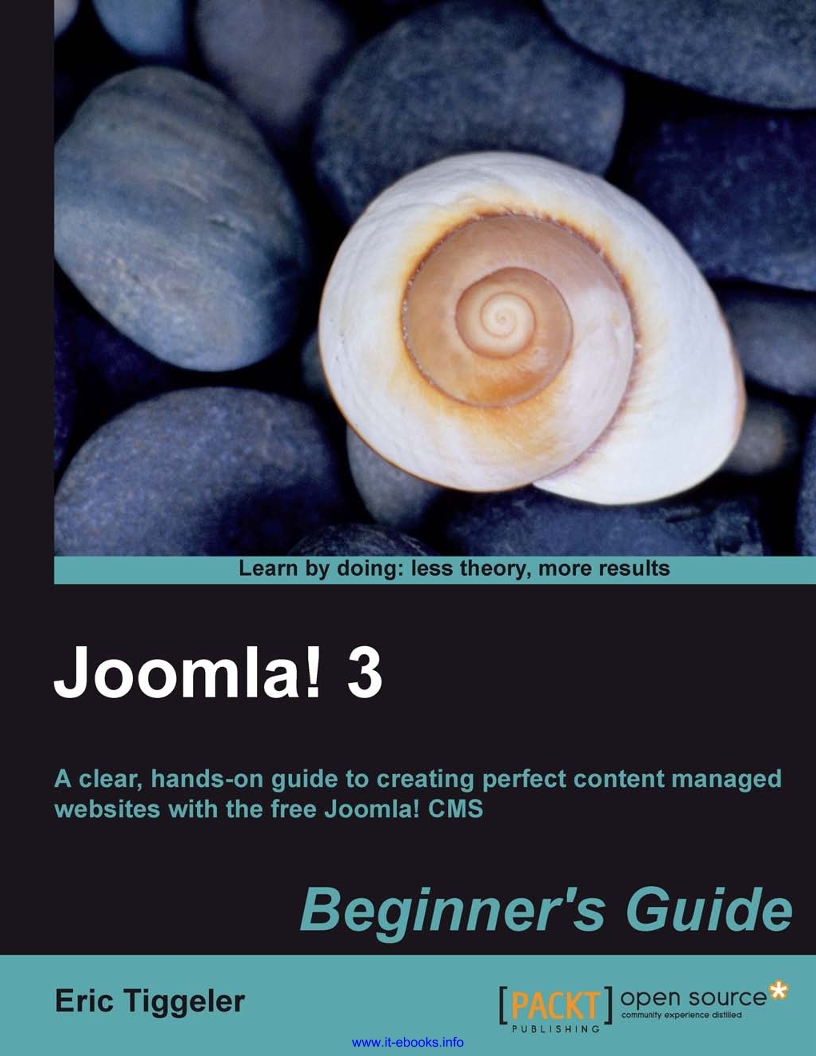 Learn by doing: less theory, more results
Joomla! 3
A clear, hands-on guide to creating perfect content managed
websites with the free Joomla! CMS
Beginner's Guide
Eric Tiggeler
[PACKT]
PUBLISHING
open source*
community experience distilled
www.it-ebooks.info